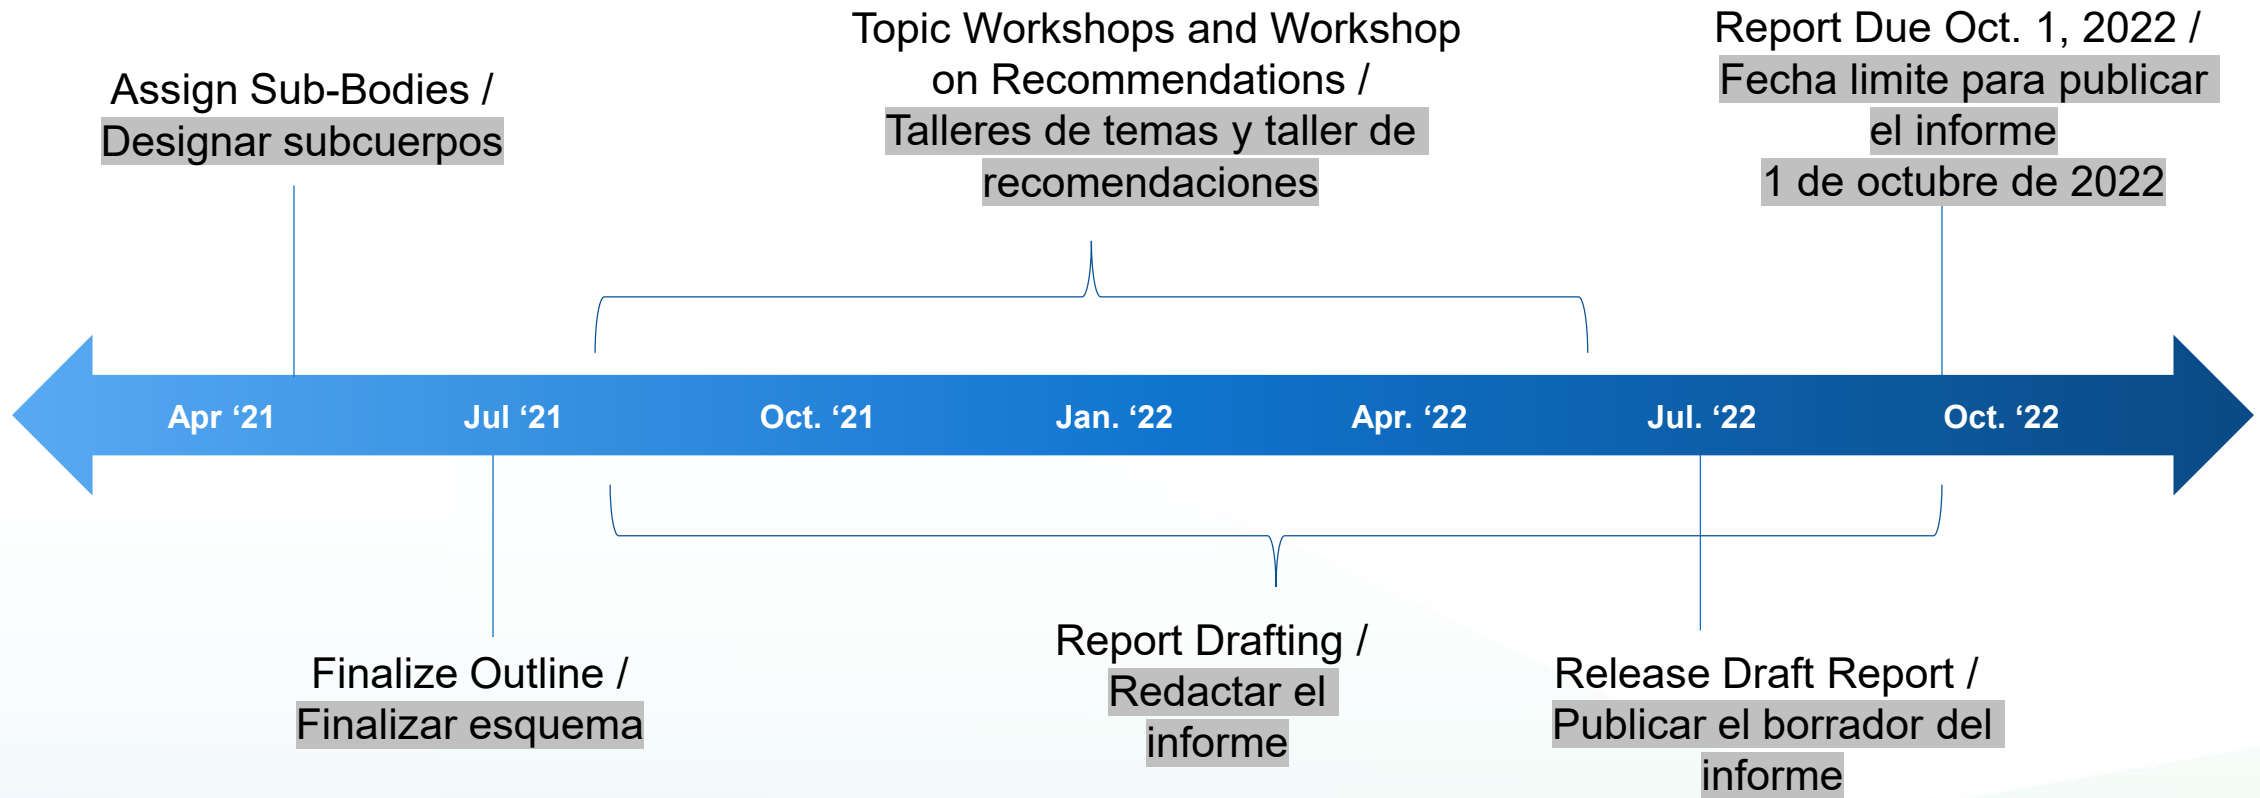 Assign Sub-Bodies /
Designar subcuerpos
Topic Workshops and Workshop
on Recommendations /
Talleres de temas y taller de
recomendaciones
Report Due Oct. 1, 2022 /
Fecha limite para publicar
el informe
1 de octubre de 2022
Apr ‘21
Jul ‘21
Oct. ‘21
Jan. ‘22
Apr. ‘22
Jul. ‘22
Oct. ‘22
Finalize Outline /
Finalizar esquema
Report Drafting /
Redactar el
informe
Release Draft Report /
Publicar el borrador del
informe